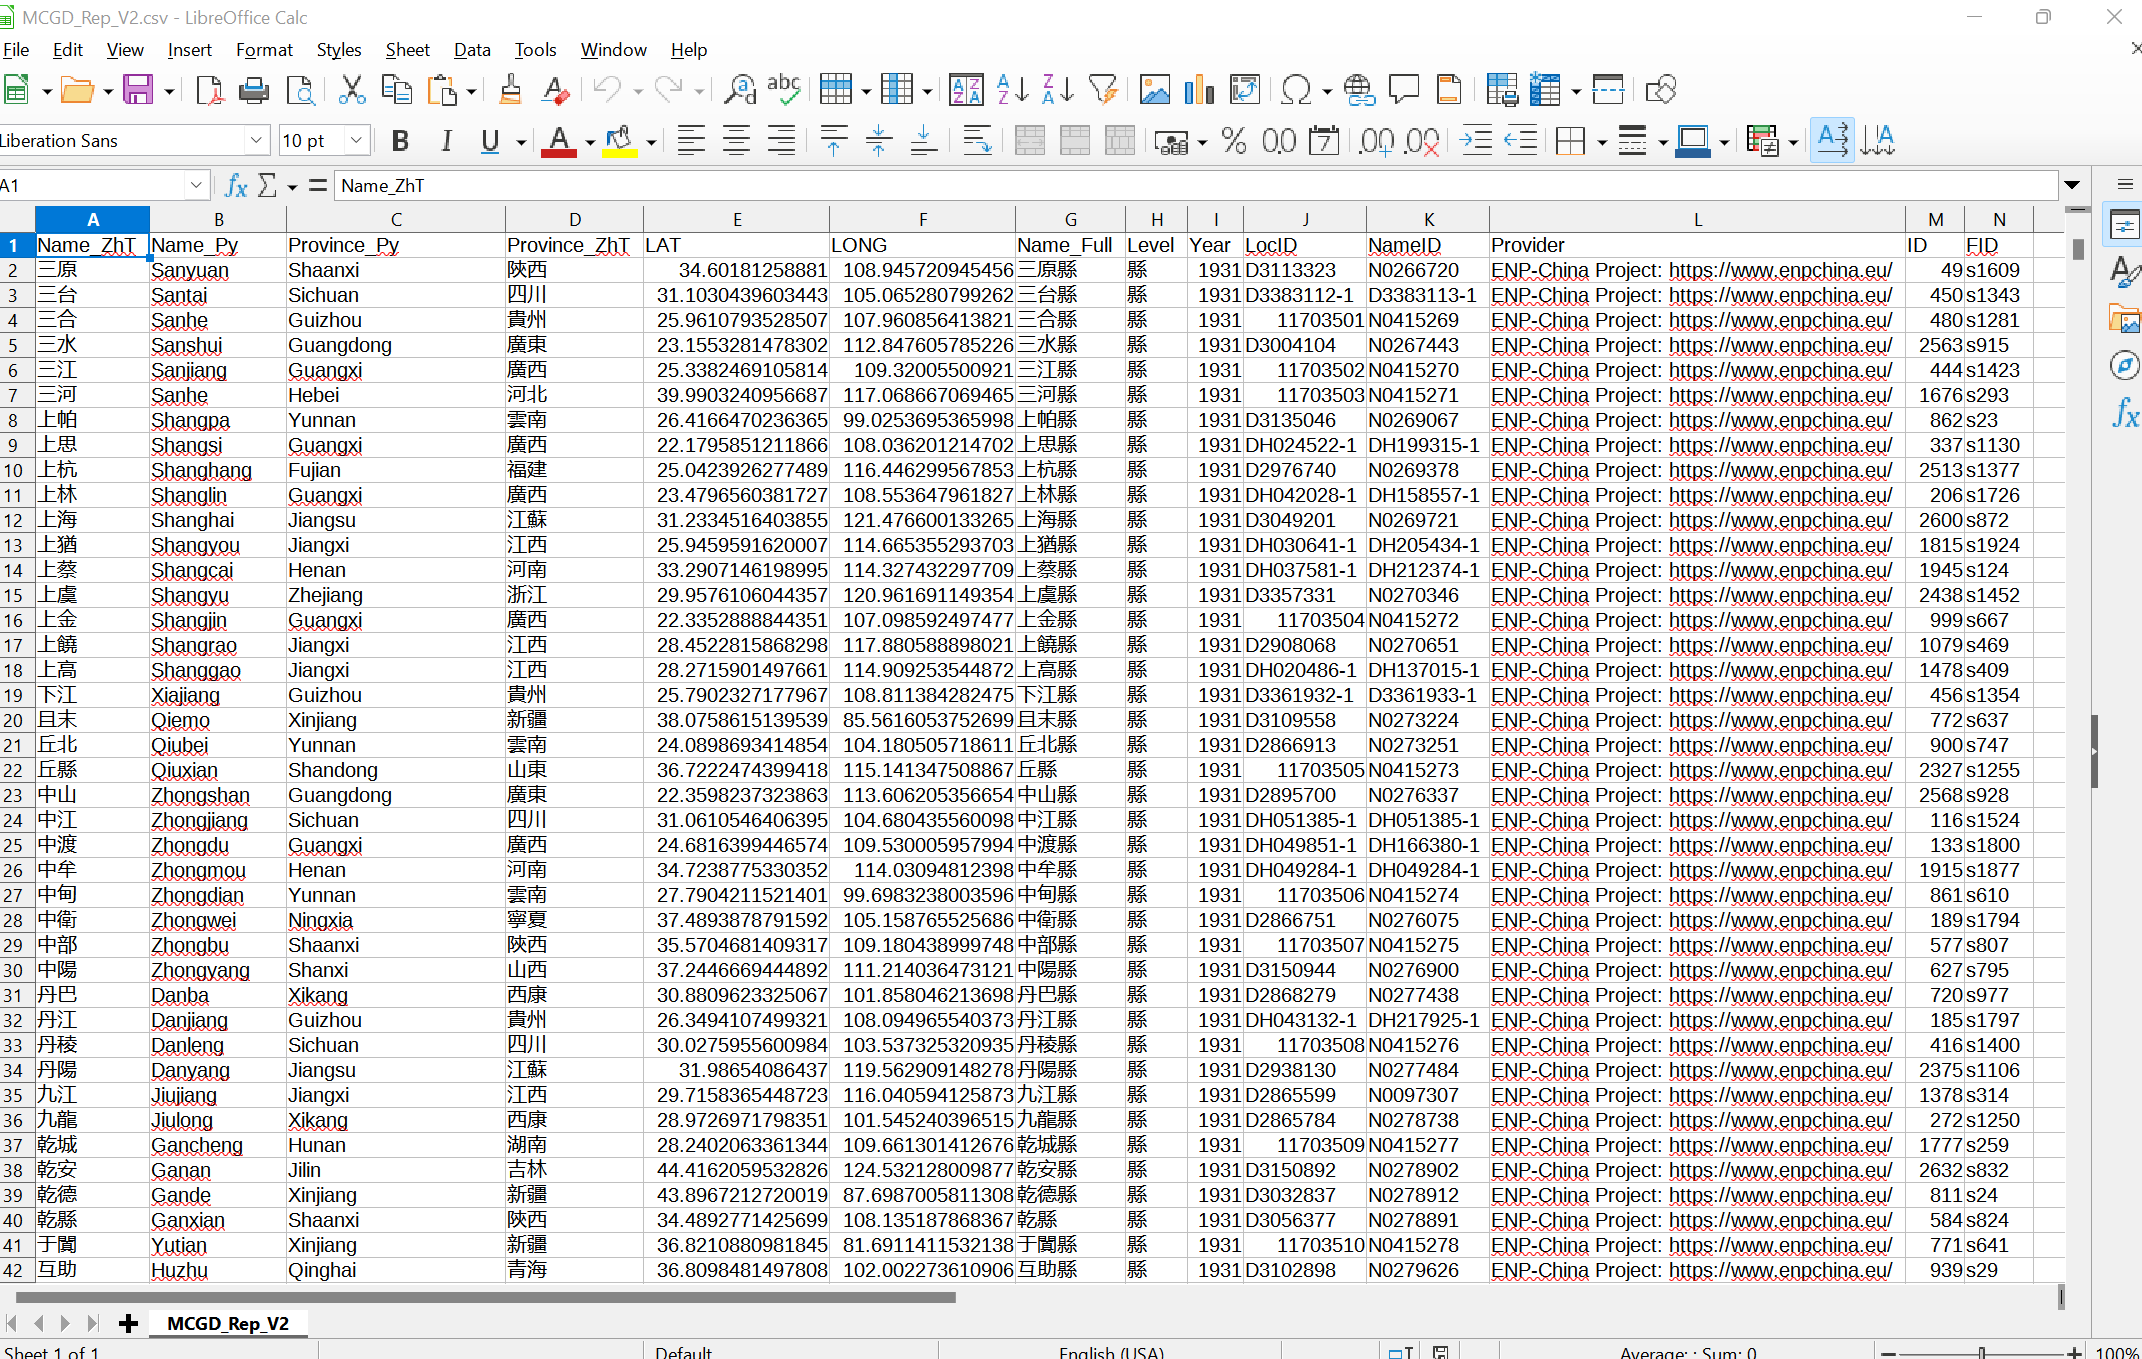 MCGD_Rep_V2.csv - LibreOffice Calc
File Edit View Insert Format Styles Sheet Data Tools Window Help
Liberation Sans 10 pt
A1 Name_ZhT
A B C D E F G H I J K L M N
1 Name_ZhT Name_Py Province_Py Province_ZhT LAT LONG Name_Full Level Year LocID NameID Provider ID FID
2 三原 Sanyuan Shaanxi 陝西 34.60181258881 108.945720945456 三原縣 縣 1931 D3113323 N0266720 ENP-China Project: https://www.enpchina.eu/ 49 s1609
3 三台 Santai Sichuan 四川 31.1030439603443 105.065280799262 三台縣 縣 1931 D3383112-1 D3383113-1 ENP-China Project: https://www.enpchina.eu/ 450 s1343
4 三合 Sanhe Guizhou 貴州 25.9610793528507 107.960856413821 三合縣 縣 1931 11703501 N0415269 ENP-China Project: https://www.enpchina.eu/ 480 s1281
5 三水 Sanshui Guangdong 廣東 23.1553281478302 112.847605785226 三水縣 縣 1931 D3004104 N0267443 ENP-China Project: https://www.enpchina.eu/ 2563 s915
6 三江 Sanjiang Guangxi 廣西 25.3382469105814 109.32005500921 三江縣 縣 1931 11703502 N0415270 ENP-China Project: https://www.enpchina.eu/ 444 s1423
7 三河 Sanhe Hebei 河北 39.9903240956687 117.068667069465 三河縣 縣 1931 11703503 N0415271 ENP-China Project: https://www.enpchina.eu/ 1676 s293
8 上帕 Shangpa Yunnan 雲南 26.4166470236365 99.0253695365998 上帕縣 縣 1931 D3135046 N0269067 ENP-China Project: https://www.enpchina.eu/ 862 s23
9 上思 Shangsi Guangxi 廣西 22.1795851211866 108.036201214702 上思縣 縣 1931 DH024522-1 DH199315-1 ENP-China Project: https://www.enpchina.eu/ 337 s1130
10 上杭 Shanghang Fujian 福建 25.0423926277489 116.446299567853 上杭縣 縣 1931 D2976740 N0269378 ENP-China Project: https://www.enpchina.eu/ 2513 s1377
11 上林 Shanglin Guangxi 廣西 23.4796560381727 108.553647961827 上林縣 縣 1931 DH042028-1 DH158557-1 ENP-China Project: https://www.enpchina.eu/ 206 s1726
12 上海 Shanghai Jiangsu 江蘇 31.2334516403855 121.476600133265 上海縣 縣 1931 D3049201 N0269721 ENP-China Project: https://www.enpchina.eu/ 2600 s872
13 上猶 Shangyou Jiangxi 江西 25.9459591620007 114.665355293703 上猶縣 縣 1931 DH030641-1 DH205434-1 ENP-China Project: https://www.enpchina.eu/ 1815 s1924
14 上蔡 Shangcai Henan 河南 33.2907146198995 114.327432297709 上蔡縣 縣 1931 DH037581-1 DH212374-1 ENP-China Project: https://www.enpchina.eu/ 1945 s124
15 上虞 Shangyu Zhejiang 浙江 29.9576106044357 120.961691149354 上虞縣 縣 1931 D3357331 N0270346 ENP-China Project: https://www.enpchina.eu/ 2438 s1452
16 上金 Shangjin Guangxi 廣西 22.3352888844351 107.098592497477 上金縣 縣 1931 11703504 N0415272 ENP-China Project: https://www.enpchina.eu/ 999 s667
17 上饒 Shangrao Jiangxi 江西 28.4522815868298 117.880588898021 上饒縣 縣 1931 D2908068 N0270651 ENP-China Project: https://www.enpchina.eu/ 1079 s469
18 上高 Shanggao Jiangxi 江西 28.2715901497661 114.909253544872 上高縣 縣 1931 DH020486-1 DH137015-1 ENP-China Project: https://www.enpchina.eu/ 1478 s409
19 下江 Xiajiang Guizhou 貴州 25.7902327177967 108.811384282475 下江縣 縣 1931 D3361932-1 D3361933-1 ENP-China Project: https://www.enpchina.eu/ 456 s1354
20 且末 Qiemo Xinjiang 新疆 38.0758615139539 85.5616053752699 且末縣 縣 1931 D3109558 N0273224 ENP-China Project: https://www.enpchina.eu/ 772 s637
21 丘北 Qiubei Yunnan 雲南 24.0898693414854 104.180505718611 丘北縣 縣 1931 D2866913 N0273251 ENP-China Project: https://www.enpchina.eu/ 900 s747
22 丘縣 Qiuxian Shandong 山東 36.7222474399418 115.141347508867 丘縣 縣 1931 11703505 N0415273 ENP-China Project: https://www.enpchina.eu/ 2327 s1255
23 中山 Zhongshan Guangdong 廣東 22.3598237323863 113.606205356654 中山縣 縣 1931 D2895700 N0276337 ENP-China Project: https://www.enpchina.eu/ 2568 s928
24 中江 Zhongjiang Sichuan 四川 31.0610546406395 104.680435560098 中江縣 縣 1931 DH051385-1 DH051385-1 ENP-China Project: https://www.enpchina.eu/ 116 s1524
25 中渡 Zhongdu Guangxi 廣西 24.6816399446574 109.530005957994 中渡縣 縣 1931 DH049851-1 DH166380-1 ENP-China Project: https://www.enpchina.eu/ 133 s1800
26 中牟 Zhongmou Henan 河南 34.7238775330352 114.03094812398 中牟縣 縣 1931 DH049284-1 DH049284-1 ENP-China Project: https://www.enpchina.eu/ 1915 s1877
27 中甸 Zhongdian Yunnan 雲南 27.7904211521401 99.6983238003596 中甸縣 縣 1931 11703506 N0415274 ENP-China Project: https://www.enpchina.eu/ 861 s610
28 中衛 Zhongwei Ningxia 寧夏 37.4893878791592 105.158765525686 中衛縣 縣 1931 D2866751 N0276075 ENP-China Project: https://www.enpchina.eu/ 189 s1794
29 中部 Zhongbu Shaanxi 陝西 35.5704681409317 109.180438999748 中部縣 縣 1931 11703507 N0415275 ENP-China Project: https://www.enpchina.eu/ 577 s807
30 中陽 Zhongyang Shanxi 山西 37.2446669444892 111.214036473121 中陽縣 縣 1931 D3150944 N0276900 ENP-China Project: https://www.enpchina.eu/ 627 s795
31 丹巴 Danba Xikang 西康 30.8809623325067 101.858046213698 丹巴縣 縣 1931 D2868279 N0277438 ENP-China Project: https://www.enpchina.eu/ 720 s977
32 丹江 Danjiang Guizhou 貴州 26.3494107499321 108.094965540373 丹江縣 縣 1931 DH043132-1 DH217925-1 ENP-China Project: https://www.enpchina.eu/ 185 s1797
33 丹稜 Danleng Sichuan 四川 30.0275955600984 103.537325320935 丹稜縣 縣 1931 11703508 N0415276 ENP-China Project: https://www.enpchina.eu/ 416 s1400
34 丹陽 Danyang Jiangsu 江蘇 31.98654086437 119.562909148278 丹陽縣 縣 1931 D2938130 N0277484 ENP-China Project: https://www.enpchina.eu/ 2375 s1106
35 九江 Jiujiang Jiangxi 江西 29.7158365448723 116.040594125873 九江縣 縣 1931 D2865599 N0097307 ENP-China Project: https://www.enpchina.eu/ 1378 s314
36 九龍 Jiulong Xikang 西康 28.9726971798351 101.545240396515 九龍縣 縣 1931 D2865784 N0278738 ENP-China Project: https://www.enpchina.eu/ 272 s1250
37 乾城 Gancheng Hunan 湖南 28.2402063361344 109.661301412676 乾城縣 縣 1931 11703509 N0415277 ENP-China Project: https://www.enpchina.eu/ 1777 s259
38 乾安 Ganan Jilin 吉林 44.4162059532826 124.532128009877 乾安縣 縣 1931 D3150892 N0278902 ENP-China Project: https://www.enpchina.eu/ 2632 s832
39 乾德 Gande Xinjiang 新疆 43.8967212720019 87.6987005811308 乾德縣 縣 1931 D3032837 N0278912 ENP-China Project: https://www.enpchina.eu/ 811 s24
40 乾縣 Ganxian Shaanxi 陝西 34.4892771425699 108.135187868367 乾縣 縣 1931 D3056377 N0278891 ENP-China Project: https://www.enpchina.eu/ 584 s824
41 于闐 Yutian Xinjiang 新疆 36.8210880981845 81.6911411532138 于闐縣 縣 1931 11703510 N0415278 ENP-China Project: https://www.enpchina.eu/ 771 s641
42 互助 Huzhu Qinghai 青海 36.8098481497808 102.002273610906 互助縣 縣 1931 D3102898 N0279626 ENP-China Project: https://www.enpchina.eu/ 939 s29
MCGD_Rep_V2
Sheet 1 of 1 Default English (USA) Average: ; Sum: 0 100%